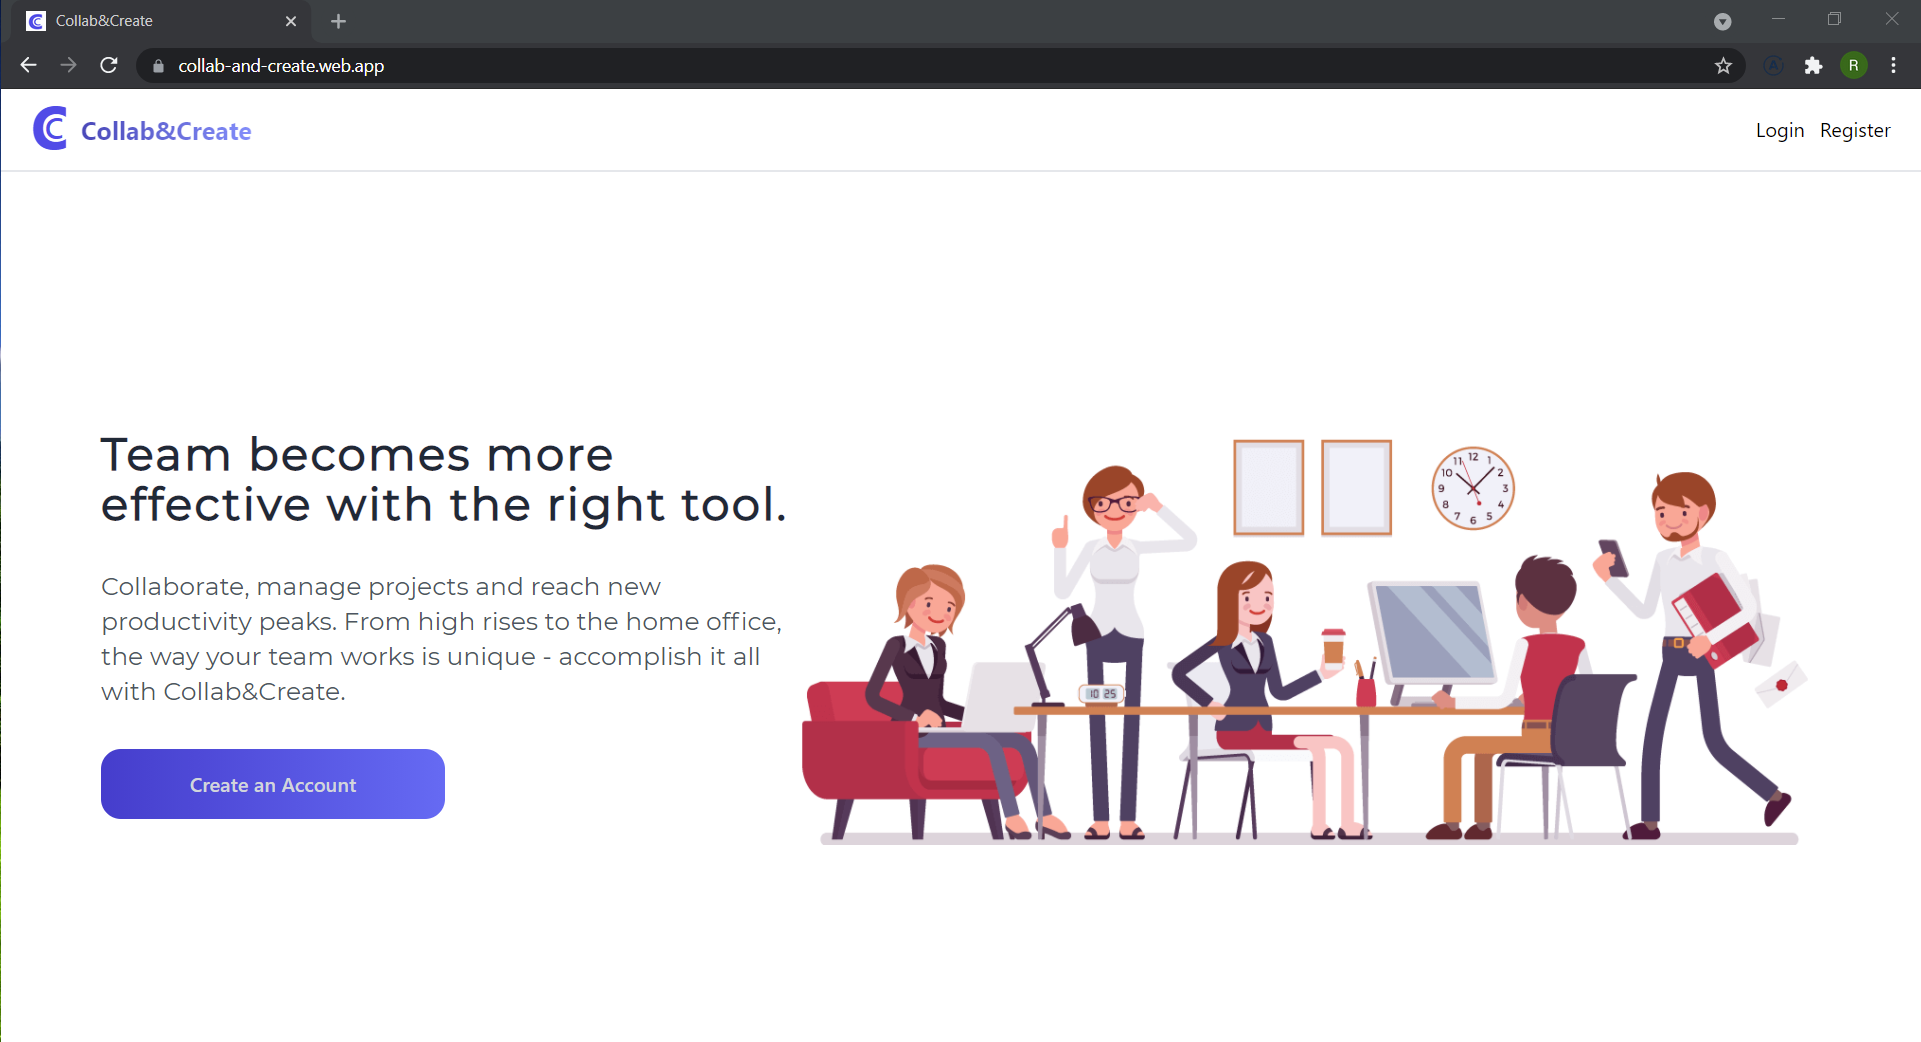 Collab&Create
collab-and-create.web.app
R
Collab&Create
Login Register
Team becomes more
effective with the right tool.
Collaborate, manage projects and reach new
productivity peaks. From high rises to the home office,
the way your team works is unique - accomplish it all
with Collab&Create.
Create an Account
12
11 1
10 2
9 3
8 4
7 5
6
10 25